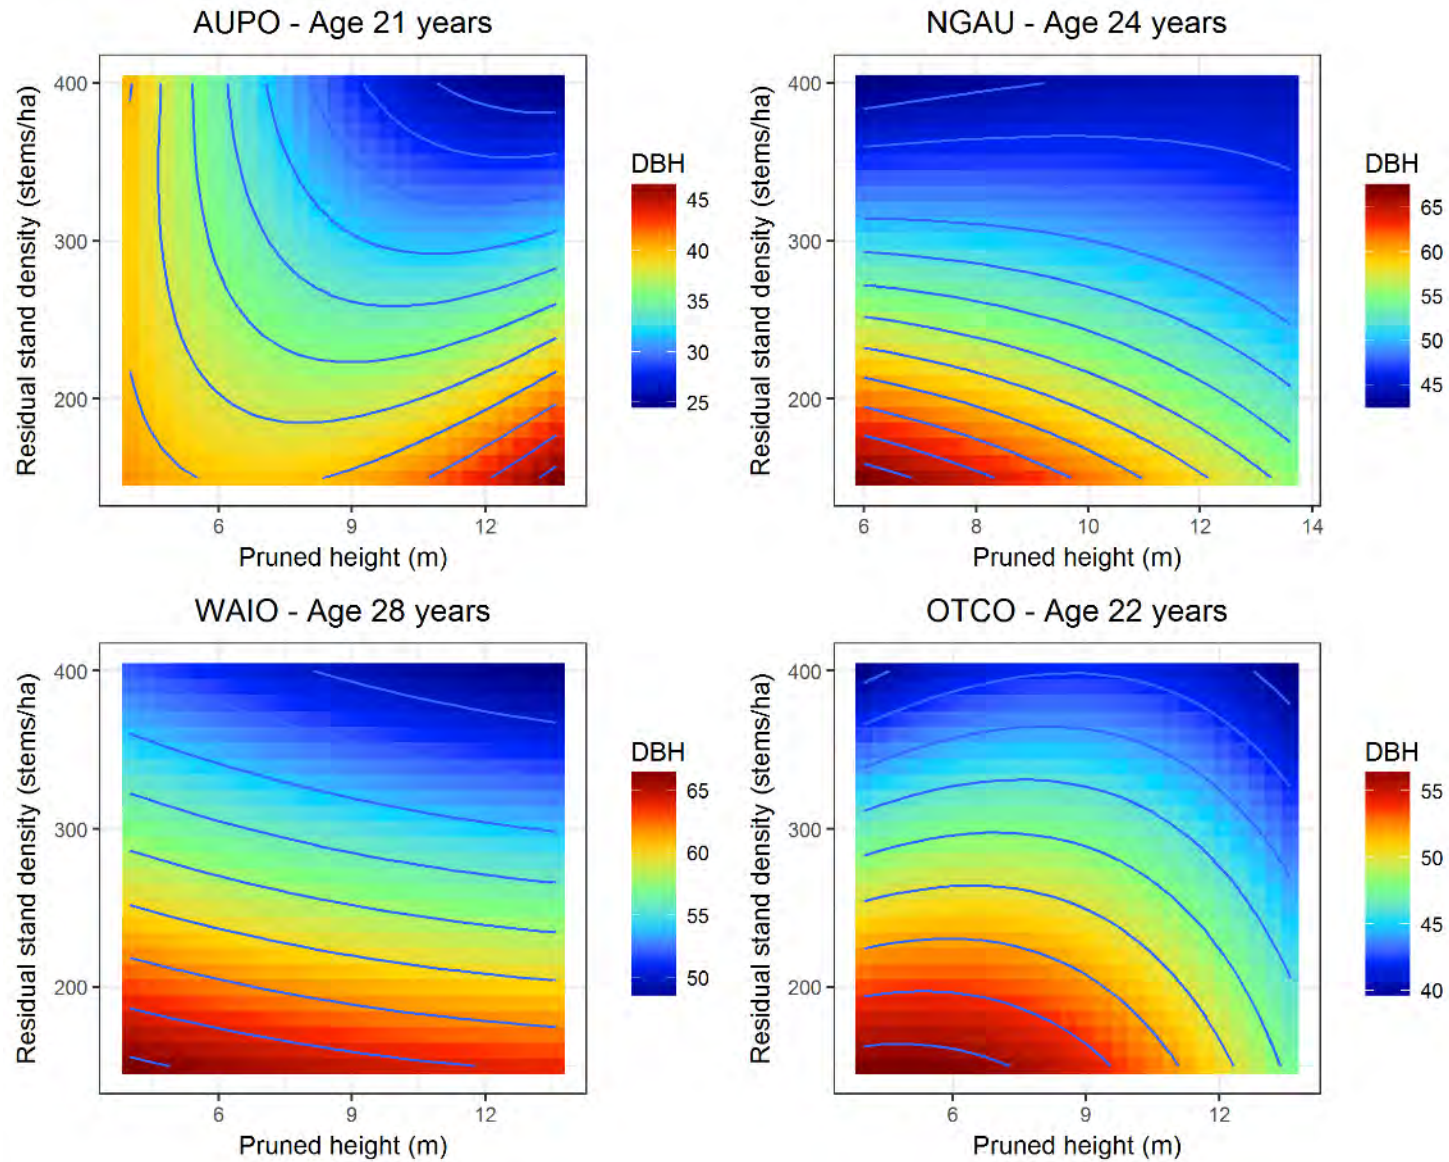 AUPO - Age 21 years
Residual stand density (stems/ha)
400
300
200
6
9
12
Pruned height (m)
DBH
45
40
35
30
25
NGAU - Age 24 years
Residual stand density (stems/ha)
400
300
200
6
8
10
12
14
Pruned height (m)
DBH
65
60
55
50
45
WAIO - Age 28 years
Residual stand density (stems/ha)
400
300
200
6
9
12
Pruned height (m)
DBH
65
60
55
50
OTCO - Age 22 years
Residual stand density (stems/ha)
400
300
200
6
9
12
Pruned height (m)
DBH
55
50
45
40